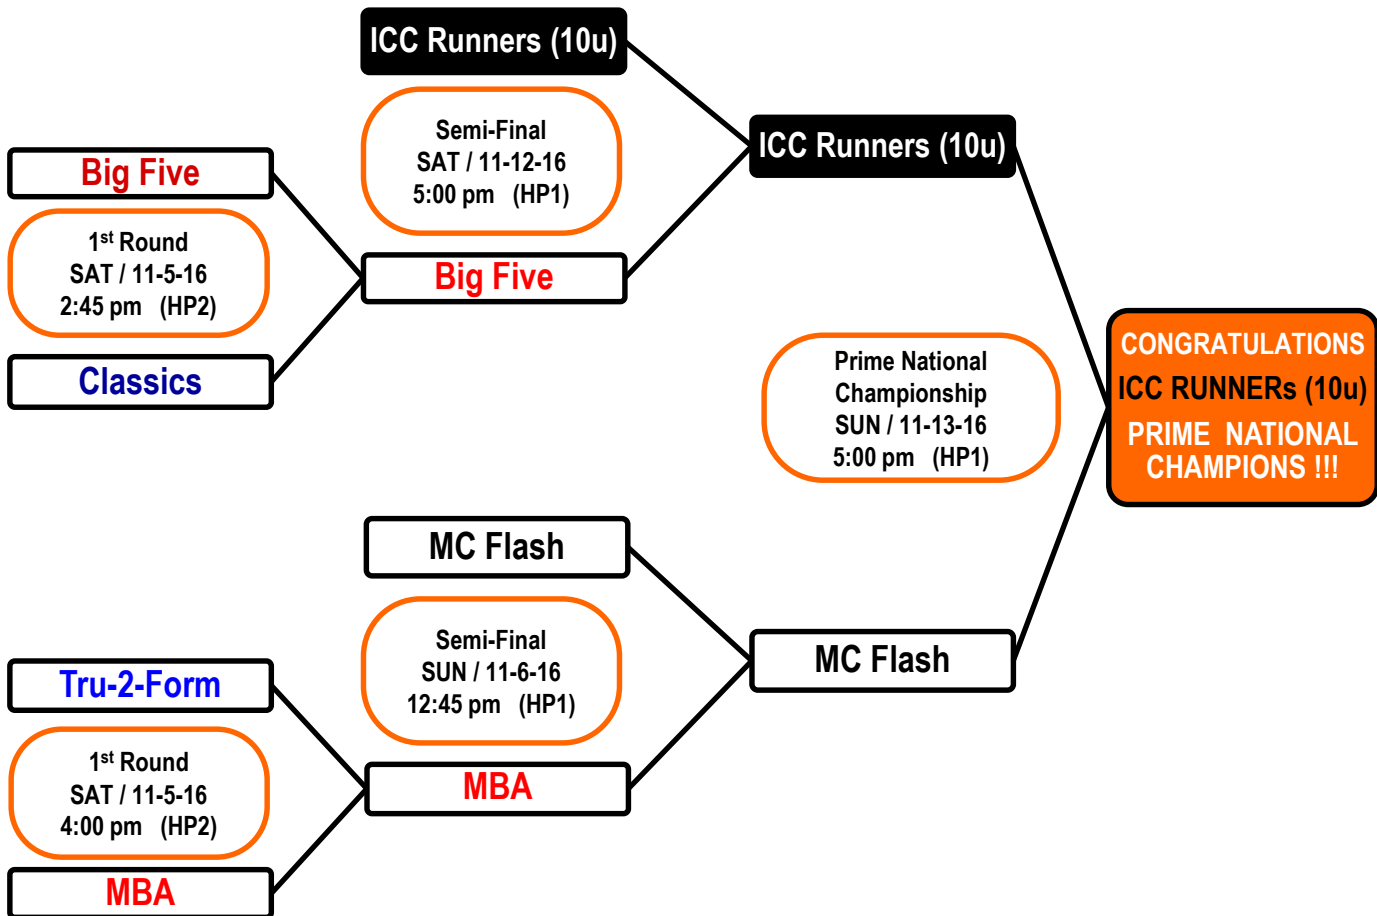 ICC Runners (10u)
Semi-Final
SAT / 11-12-16
5:00 pm (HP1)
ICC Runners (10u)
Big Five
1st Round
SAT / 11-5-16
2:45 pm (HP2)
Big Five
Classics
Prime National
Championship
SUN / 11-13-16
5:00 pm (HP1)
CONGRATULATIONS
ICC RUNNERs (10u)
PRIME NATIONAL
CHAMPIONS !!!
MC Flash
Semi-Final
SUN / 11-6-16
12:45 pm (HP1)
MC Flash
Tru-2-Form
1st Round
SAT / 11-5-16
4:00 pm (HP2)
MBA
MBA